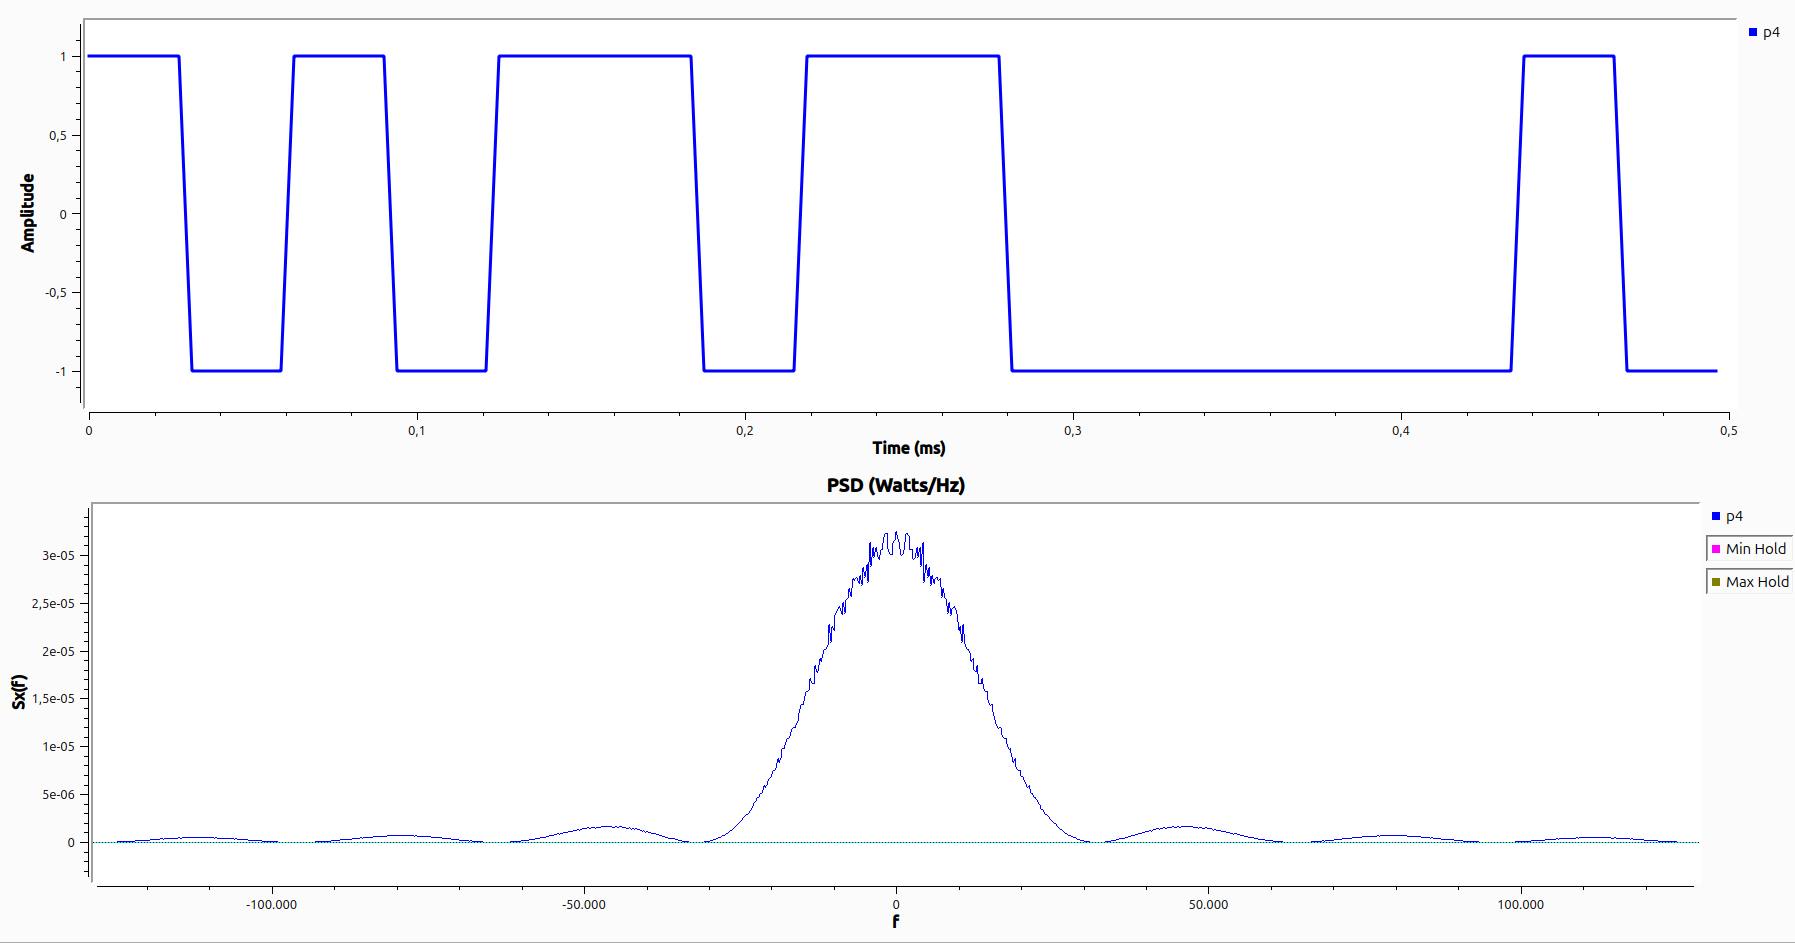 p4
1
0,5
0
-0,5
-1
Amplitude
0 0,1 0,2 0,3 0,4 0,5
Time (ms)
PSD (Watts/Hz)
p4
Min Hold
Max Hold
3e-05
2,5e-05
2e-05
1,5e-05
1e-05
5e-06
0
Sx(f)
-100.000 -50.000 0 50.000 100.000
f